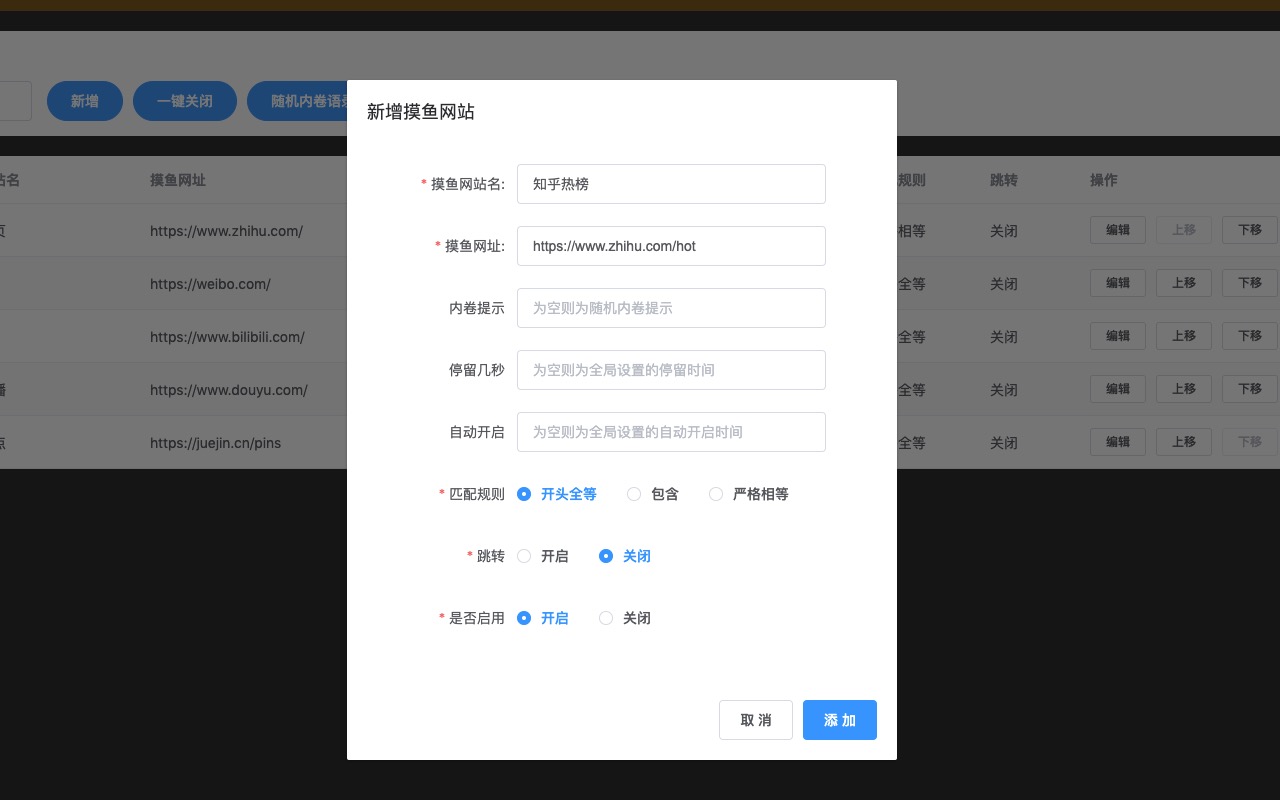 新增 一键关闭 随机内卷语
新增摸鱼网站
* 摸鱼网站名: 知乎热榜
* 摸鱼网址: https://www.zhihu.com/hot
内卷提示 为空则为随机内卷提示
停留几秒 为空则为全局设置的停留时间
自动开启 为空则为全局设置的自动开启时间
* 匹配规则 开头全等 包含 严格相等
* 跳转 开启 关闭
* 是否启用 开启 关闭
取 消 添 加
站名 摸鱼网址 规则 跳转 操作
页 https://www.zhihu.com/ 相等 关闭 编辑 上移 下移
https://weibo.com/ 全等 关闭 编辑 上移 下移
https://www.bilibili.com/ 全等 关闭 编辑 上移 下移
播 https://www.douyu.com/ 全等 关闭 编辑 上移 下移
点 https://juejin.cn/pins 全等 关闭 编辑 上移 下移